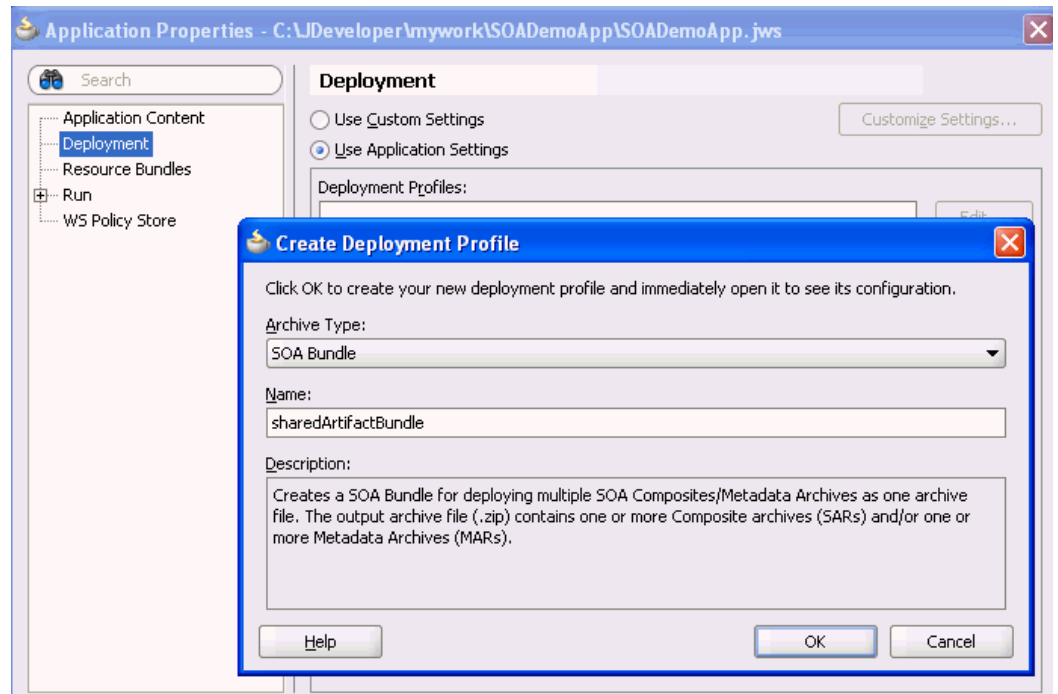 Application Properties - C:\JDeveloper\mywork\SOADemoApp\SOADemoApp.jws
Search
Application Content
Deployment
Resource Bundles
Run
WS Policy Store
Deployment
Use Custom Settings
Customize Settings...
Use Application Settings
Deployment Profiles:
Create Deployment Profile
Click OK to create your new deployment profile and immediately open it to see its configuration.
Archive Type:
SOA Bundle
Name:
sharedArtifactBundle
Description:
Creates a SOA Bundle for deploying multiple SOA Composites/Metadata Archives as one archive
file. The output archive file (.zip) contains one or more Composite archives (SARs) and/or one or
more Metadata Archives (MARs).
Help
OK
Cancel